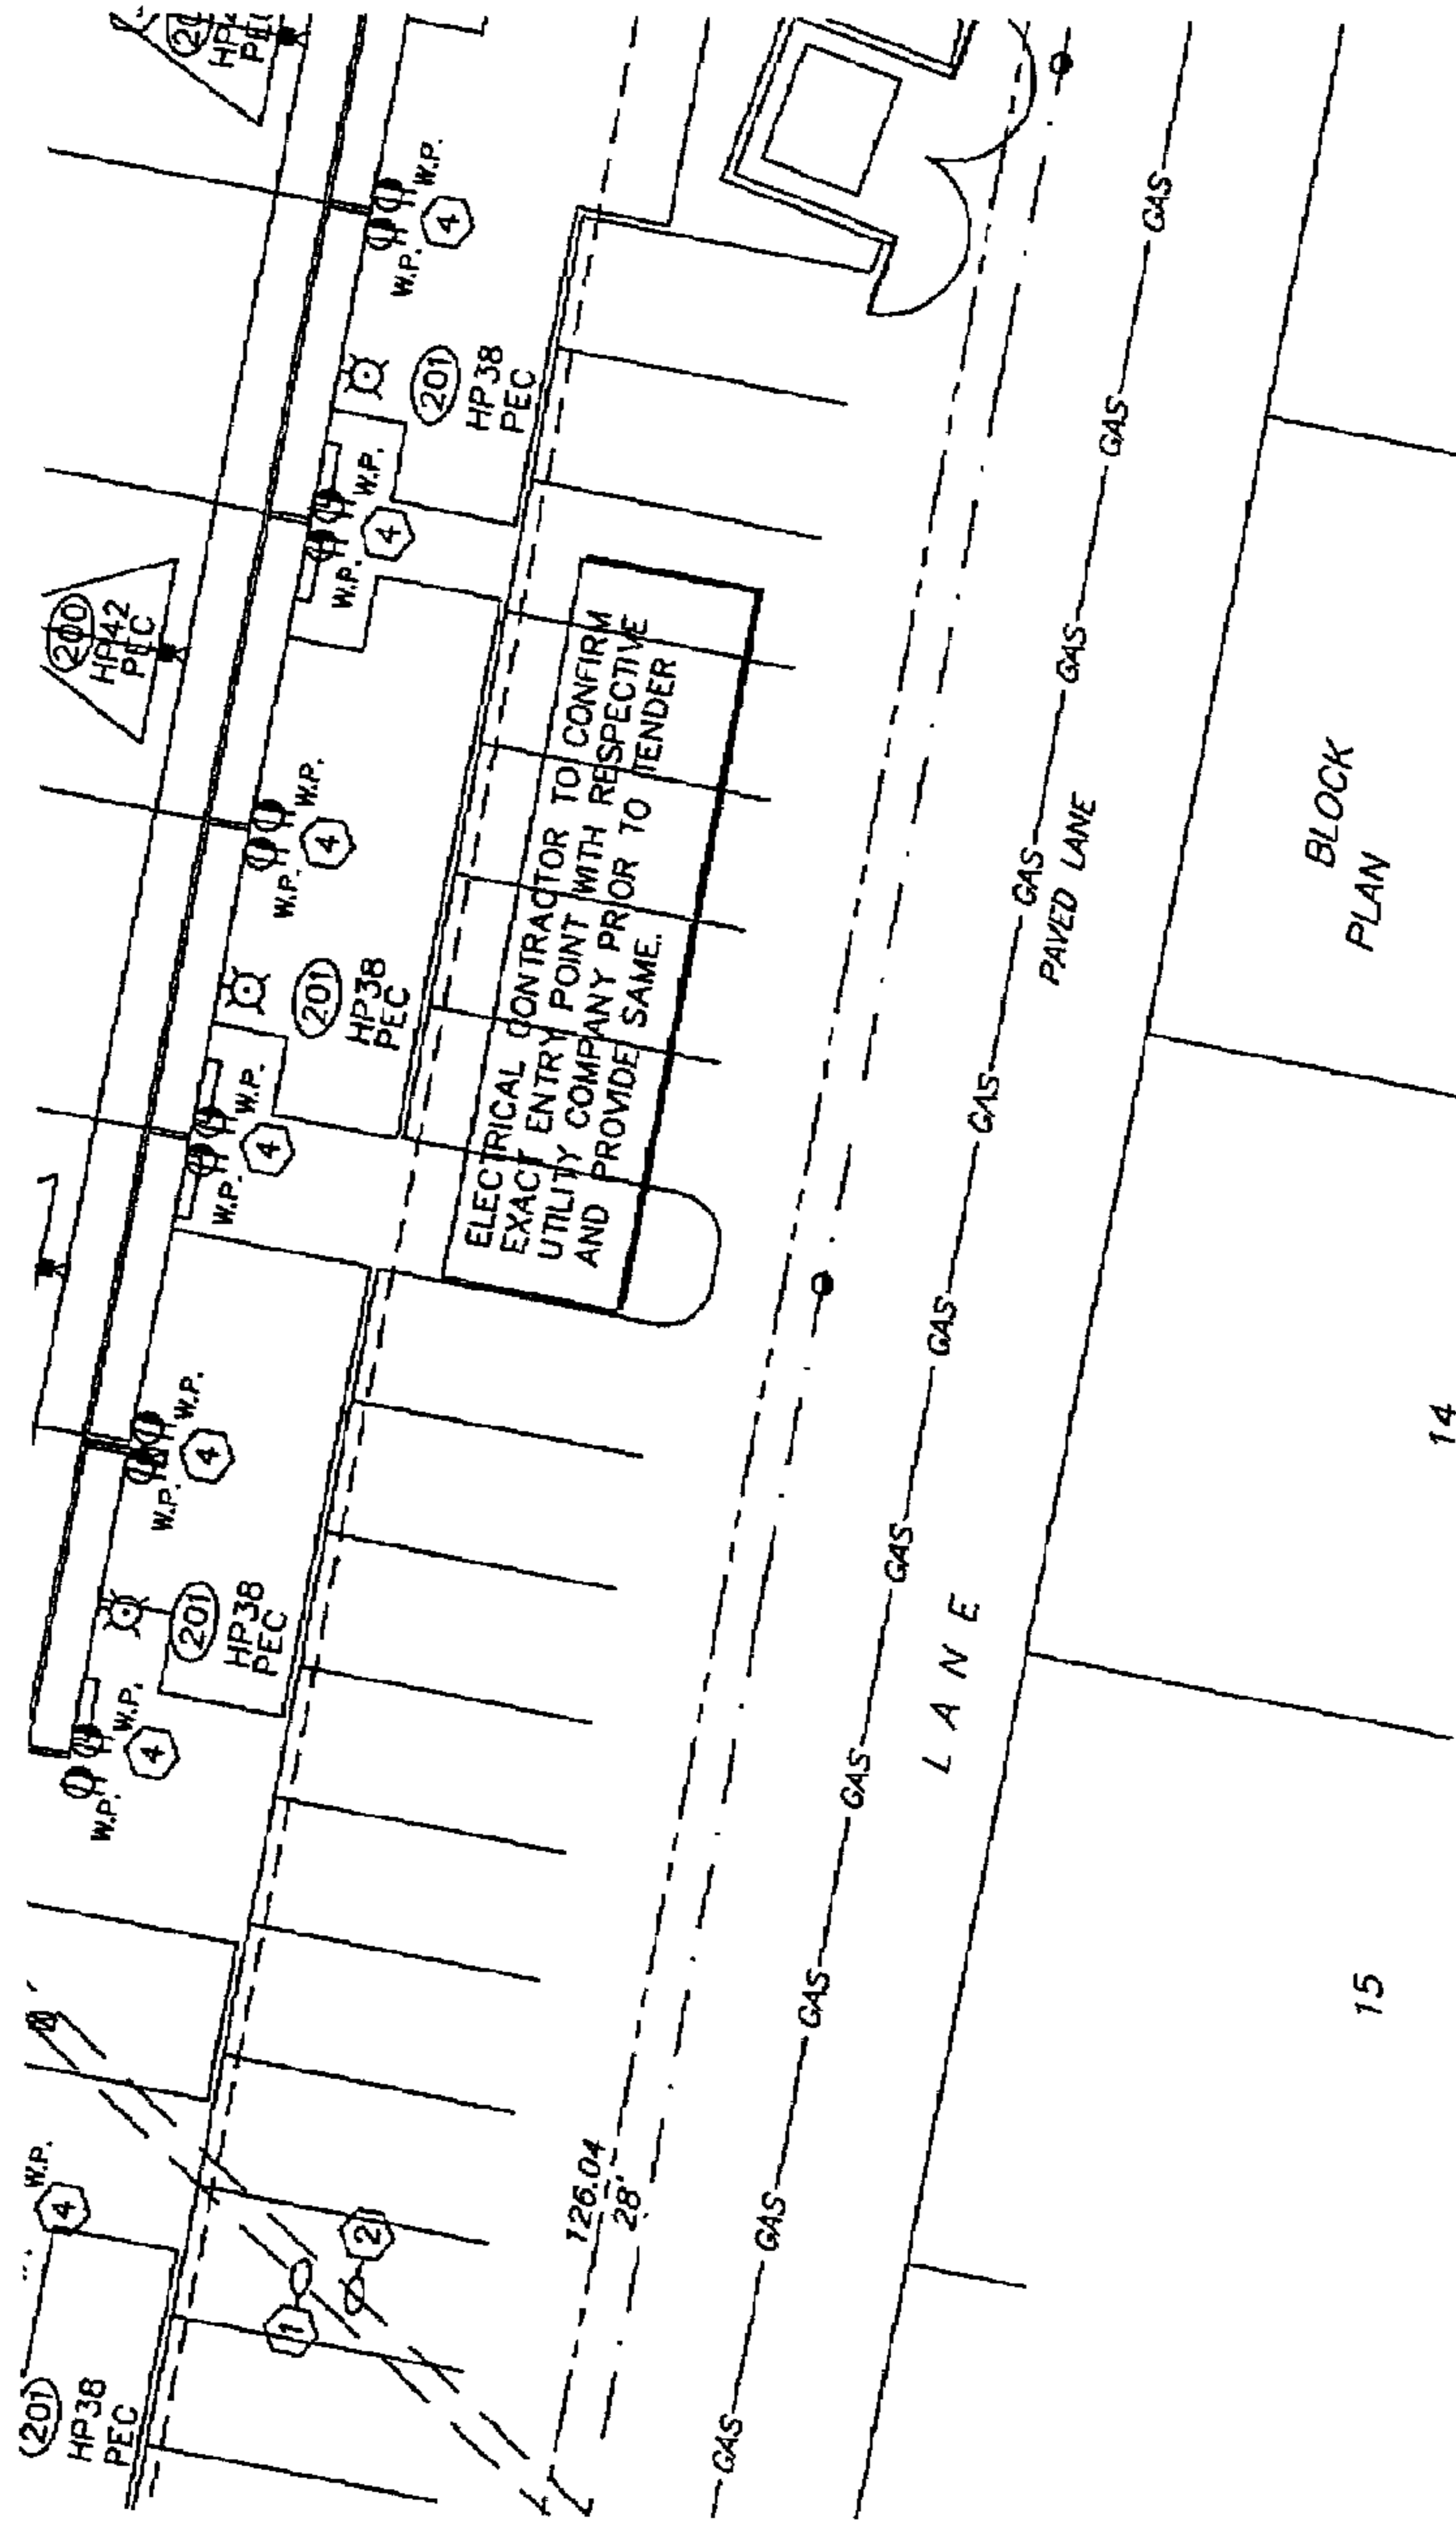 201
HP38
PEC
4
W.P.
1
2
126.04
28'
W.P.
4
W.P.
201
HP38
PEC
W.P.
4
W.P.
W.P.
4
W.P.
201
HP38
PEC
W.P.
4
W.P.
200
HP42
PEC
W.P.
4
W.P.
201
HP38
PEC
W.P.
4
W.P.
ELECTRICAL CONTRACTOR TO CONFIRM
EXACT ENTRY POINT WITH RESPECTIVE
UTILITY COMPANY PRIOR TO TENDER
AND PROVIDE SAME.
GAS GAS GAS GAS GAS GAS GAS GAS GAS GAS GAS
LANE
PAVED LANE
BLOCK
PLAN
15
14